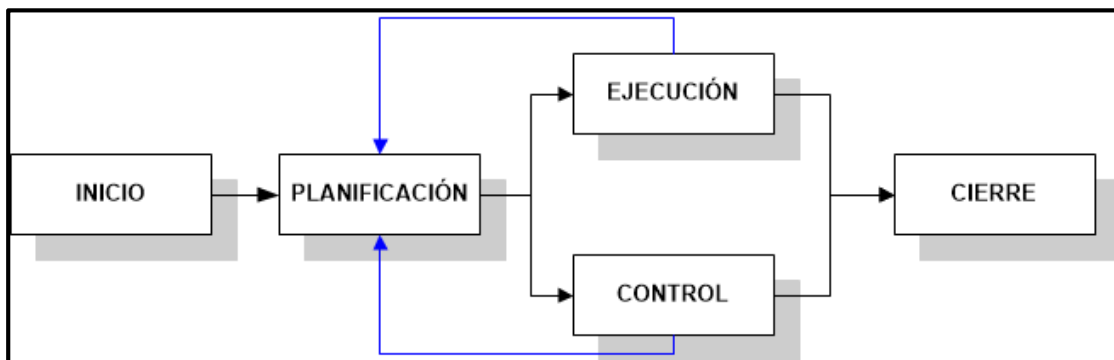 EJECUCIÓN
INICIO
PLANIFICACIÓN
CIERRE
CONTROL